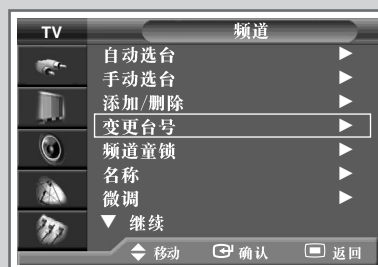 TV 频道
自动选台
手动选台
添加/删除
变更台号
频道童锁
名称
微调
▼ 继续
移动 确认 返回